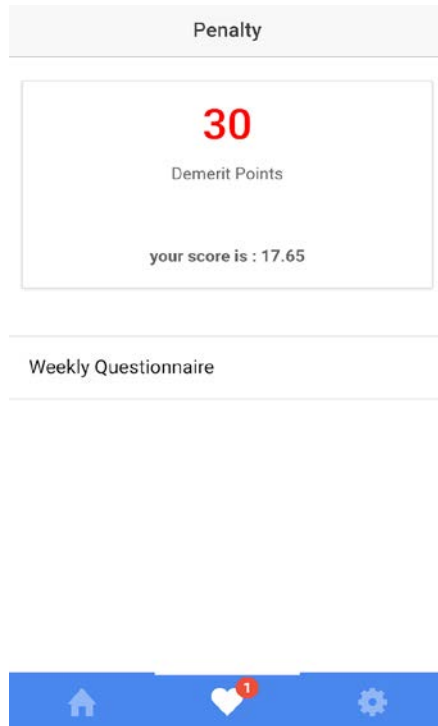 Penalty
30
Demerit Points
your score is : 17.65
Weekly Questionnaire
1